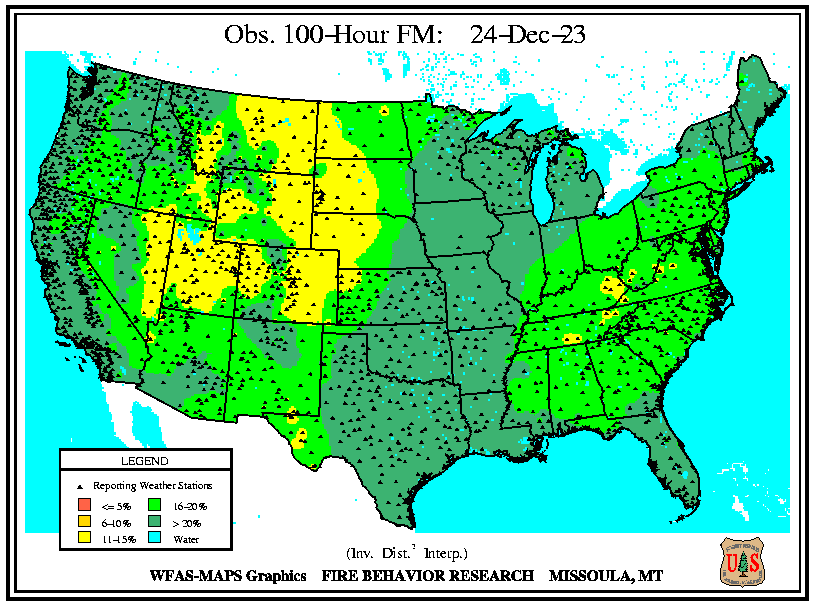 Obs. 100-Hour FM: 24-Dec-23
LEGEND
Reporting Weather Stations
<= 5% 16-20%
6-10% > 20%
11-15% Water
(Inv. Dist.² Interp.)
WFAS-MAPS Graphics FIRE BEHAVIOR RESEARCH MISSOULA, MT
U S